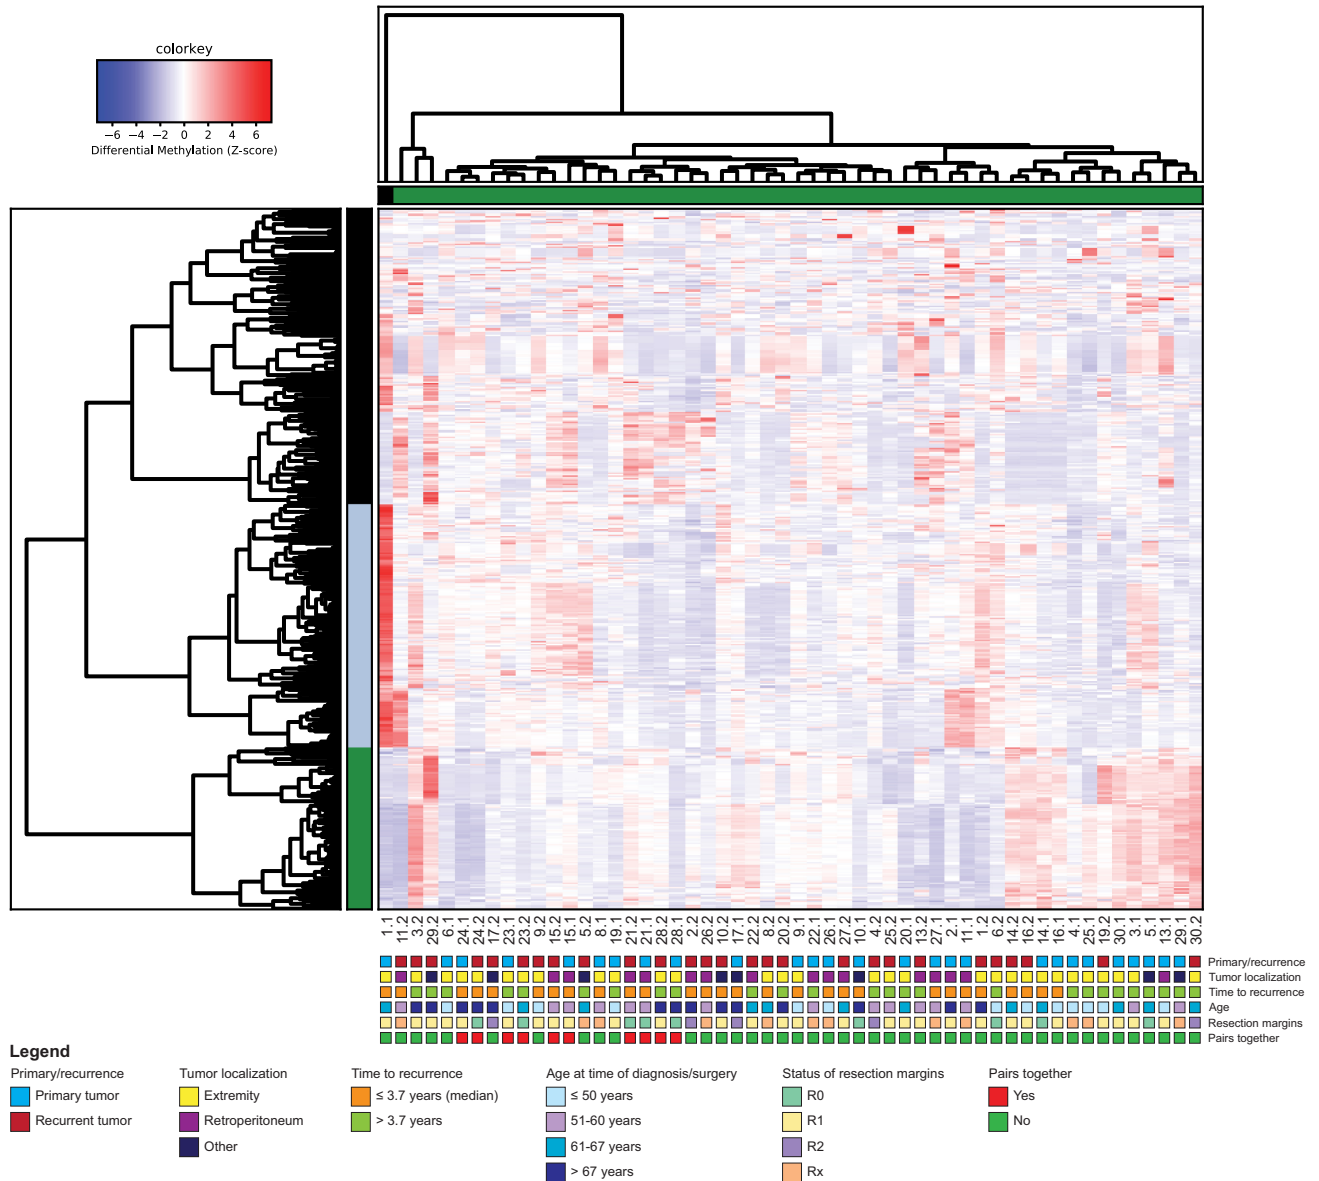 colorkey
−6 −4 −2 0 2 4 6
Differential Methylation (Z-score)
1.1 11.2 3.2 29.2 6.1 24.1 24.2 17.2 23.1 23.2 9.2 15.2 15.1 5.2 8.1 19.1 21.2 21.1 28.2 28.1 2.2 26.2 10.2 17.1 22.2 8.2 20.2 9.1 22.1 26.1 27.2 10.1 4.2 25.2 20.1 13.2 27.1 2.1 11.1 1.2 6.2 14.2 16.2 14.1 16.1 4.1 25.1 19.2 30.1 3.1 5.1 13.1 29.1 30.2
Primary/recurrence
Tumor localization
Time to recurrence
Age
Resection margins
Pairs together
Legend
Primary/recurrence
Primary tumor
Recurrent tumor
Tumor localization
Extremity
Retroperitoneum
Other
Time to recurrence
≤ 3.7 years (median)
> 3.7 years
Age at time of diagnosis/surgery
≤ 50 years
51-60 years
61-67 years
> 67 years
Status of resection margins
R0
R1
R2
Rx
Pairs together
Yes
No